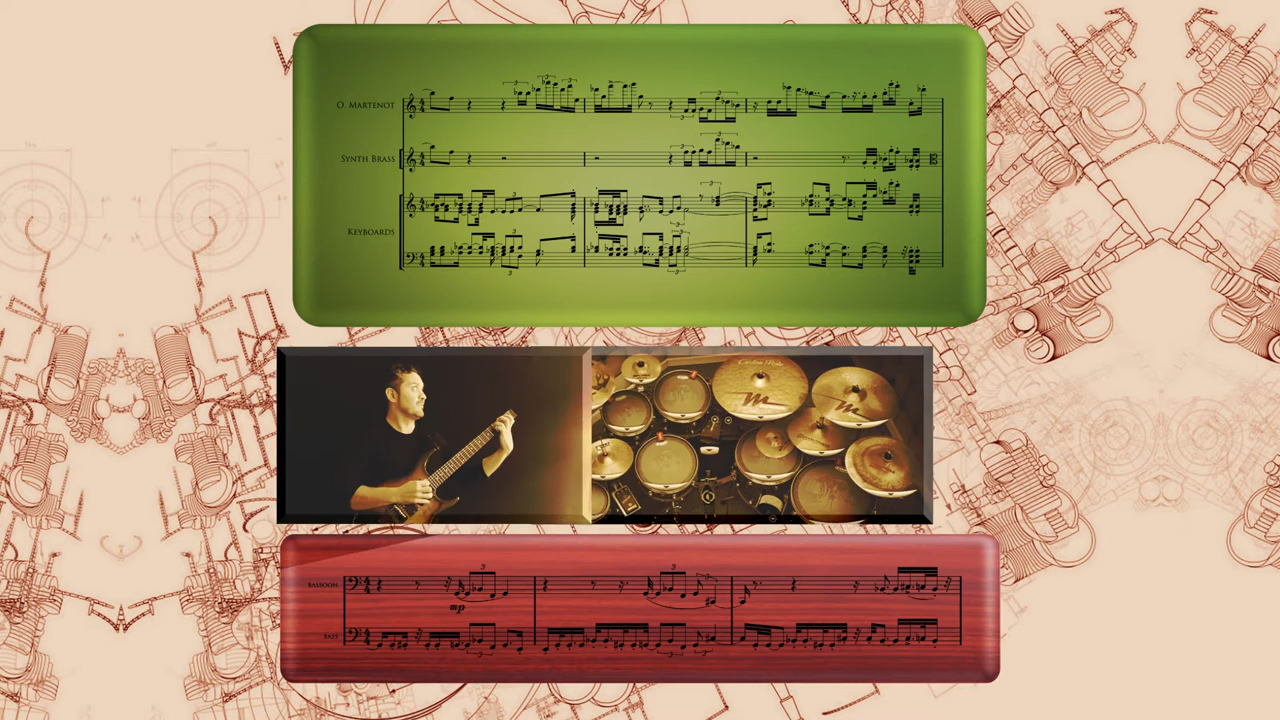 O. MARTENOT
SYNTH BRASS
KEYBOARDS
BASSOON
mp
BASS